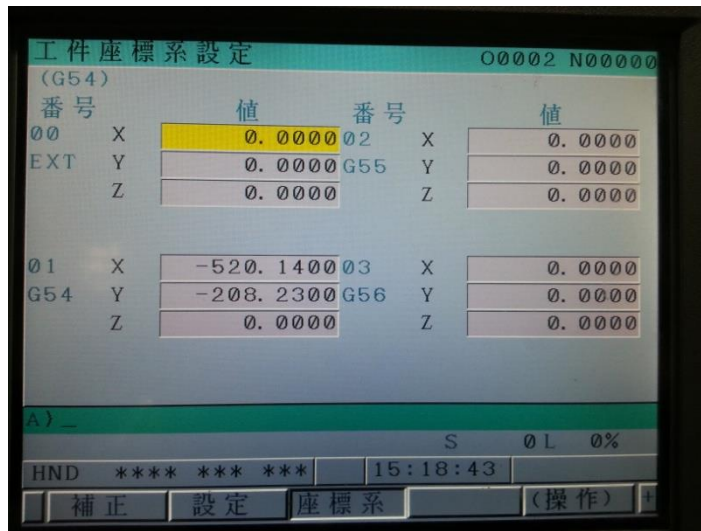 工件座標系設定 O0002 N00000
(G54)
番号 値 番号 値
00 X 0.0000 02 X 0.0000
EXT Y 0.0000 G55 Y 0.0000
Z 0.0000 Z 0.0000
01 X -520.1400 03 X 0.0000
G54 Y -208.2300 G56 Y 0.0000
Z 0.0000 Z 0.0000
A)_
S 0 L 0%
HND **** *** *** 15:18:43
補正 設定 座標系 (操作) +